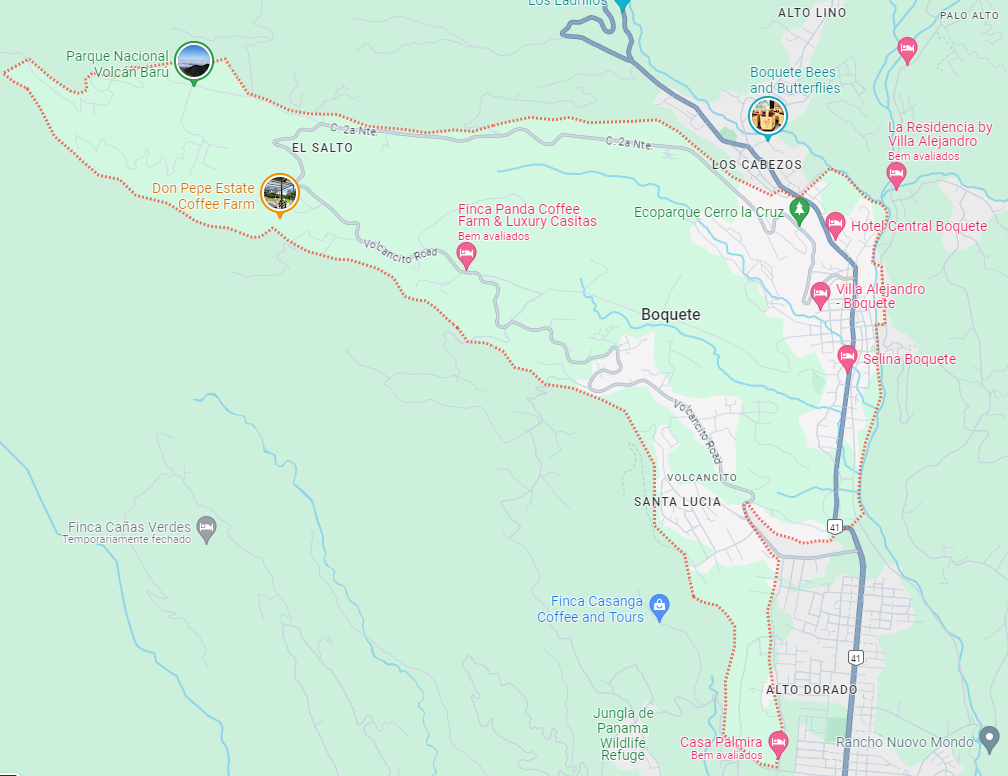 Los Ladrillos
ALTO LINO
PALO ALTO
Parque Nacional
Volcán Barú
Boquete Bees
and Butterflies
La Residencia by
Villa Alejandro
Bem avaliados
C. 2a Nte.
EL SALTO
C. 2a Nte.
LOS CABEZOS
Don Pepe Estate
Coffee Farm
Finca Panda Coffee
Farm & Luxury Casitas
Bem avaliados
Ecoparque Cerro la Cruz
Hotel Central Boquete
Volcancito Road
Villa Alejandro
- Boquete
Boquete
Selina Boquete
Volcancito Road
VOLCANCITO
SANTA LUCIA
Finca Cañas Verdes
Temporariamente fechado
41
Finca Casanga
Coffee and Tours
41
ALTO DORADO
Jungla de
Panama
Wildlife
Refuge
Casa Palmira
Bem avaliados
Rancho Nuevo Mondo